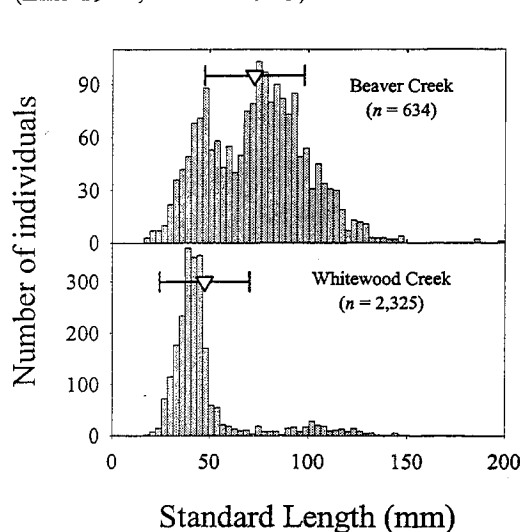 Number of individuals
90
60
30
0
Beaver Creek
(n = 634)
300
200
100
0
Whitewood Creek
(n = 2,325)
0 50 100 150 200
Standard Length (mm)